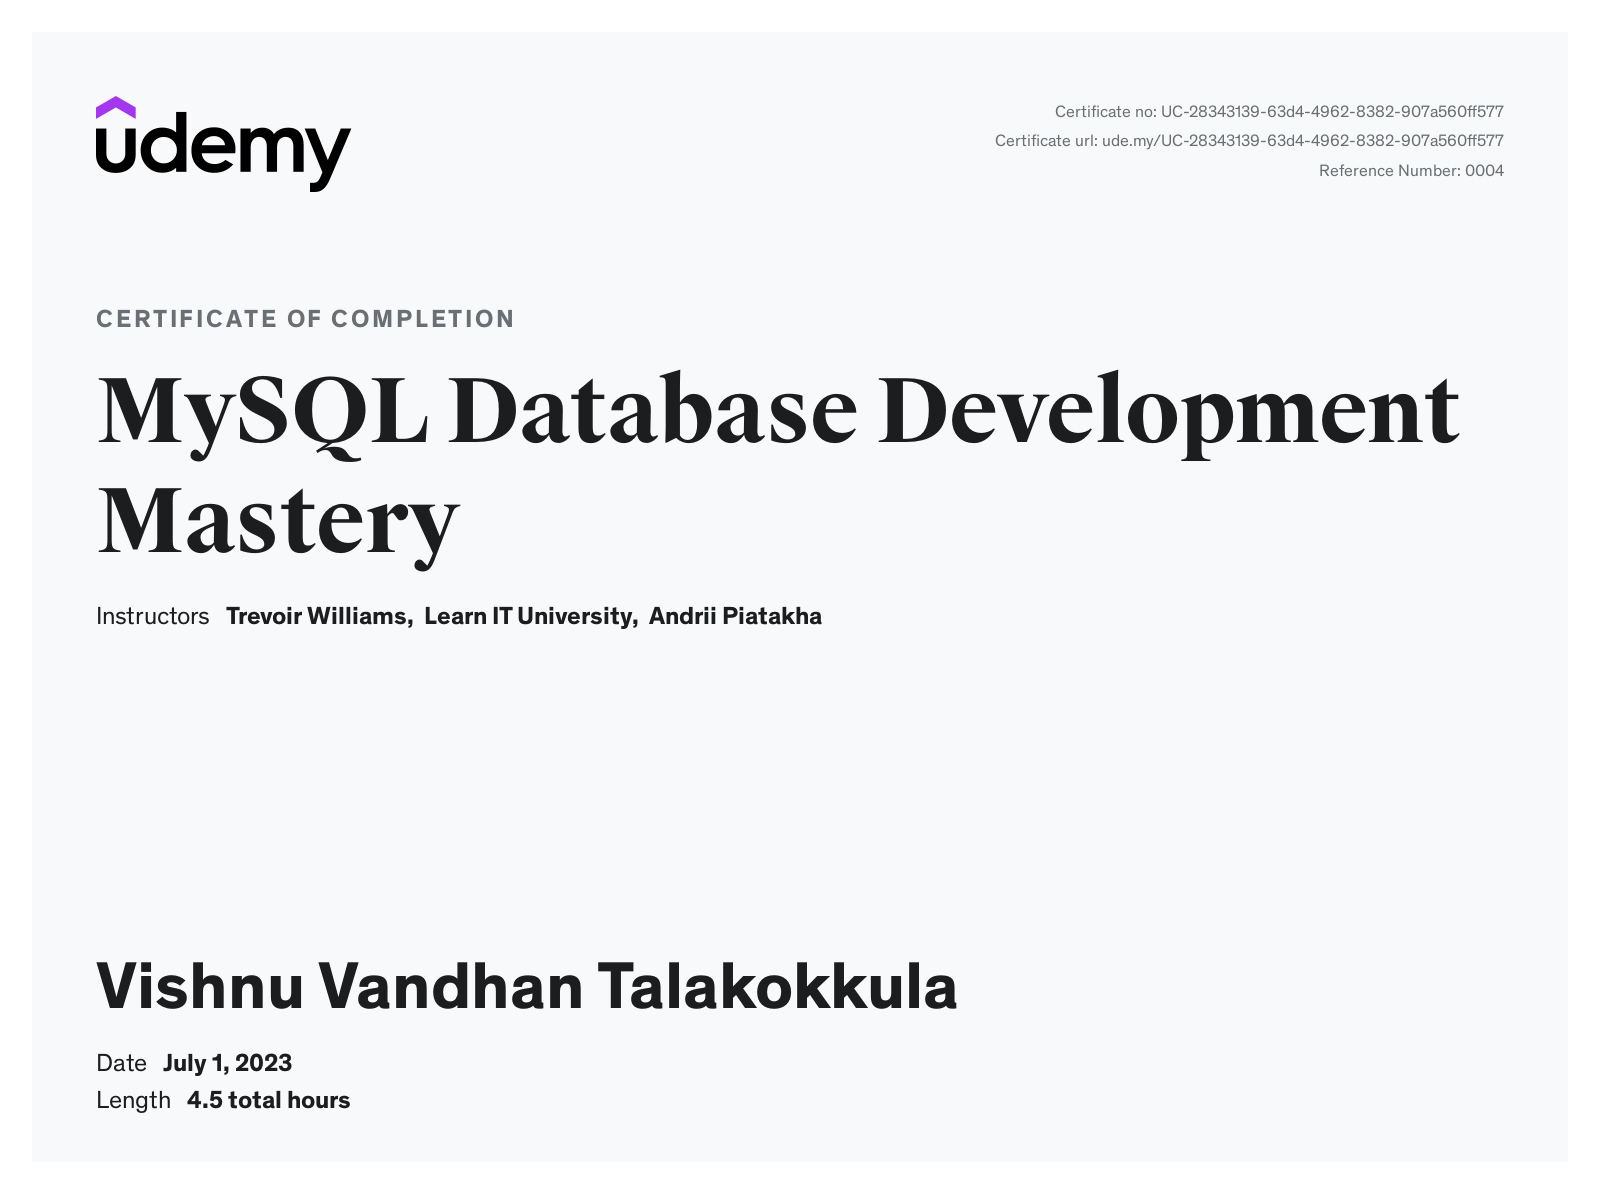 udemy
Certificate no: UC-28343139-63d4-4962-8382-907a560ff577
Certificate url: ude.my/UC-28343139-63d4-4962-8382-907a560ff577
Reference Number: 0004
CERTIFICATE OF COMPLETION
MySQL Database Development
Mastery
Instructors Trevoir Williams, Learn IT University, Andrii Piatakha
Vishnu Vandhan Talakokkula
Date July 1, 2023
Length 4.5 total hours